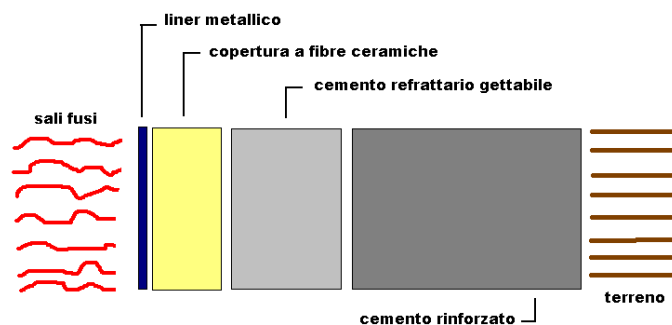 liner metallico
copertura a fibre ceramiche
cemento refrattario gettabile
sali fusi
terreno
cemento rinforzato